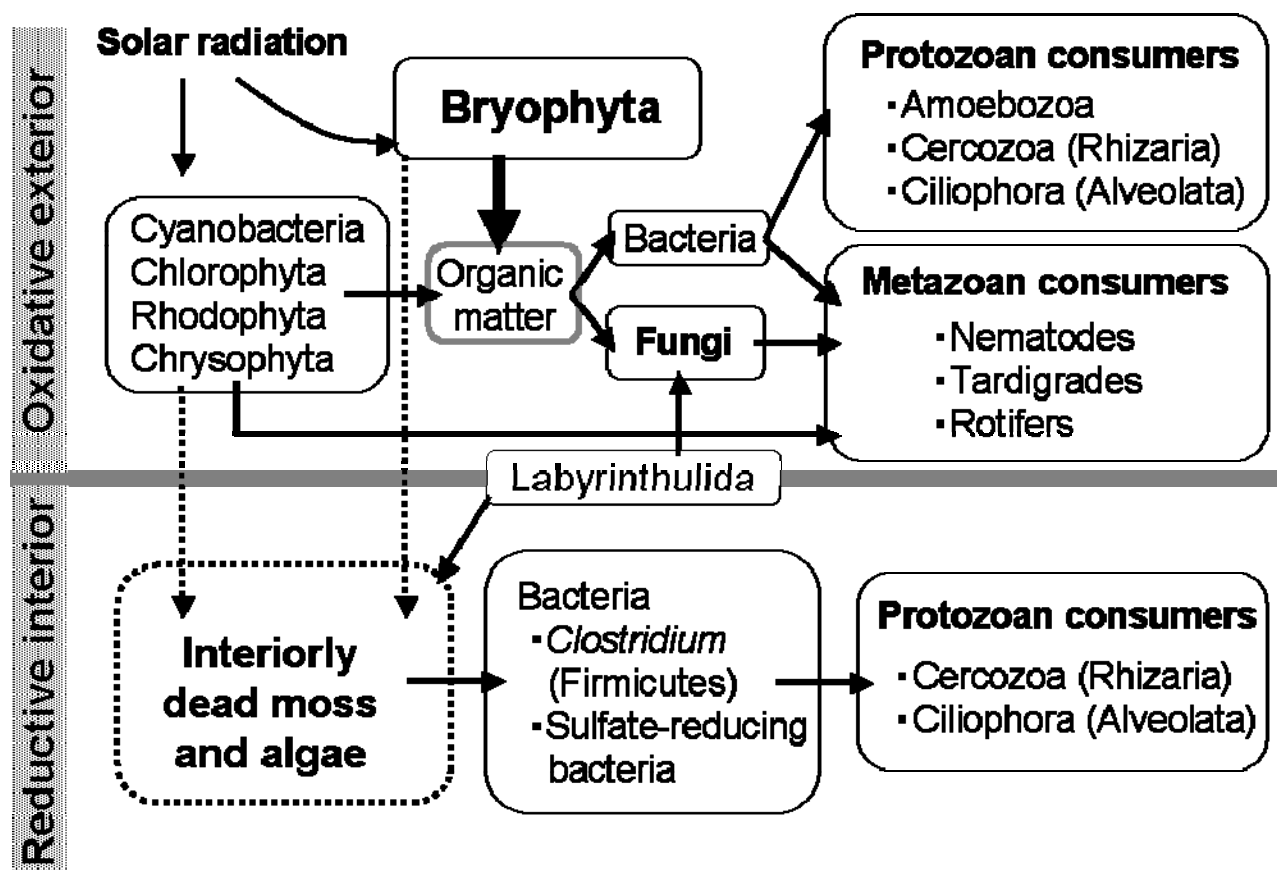 Oxidative exterior
Solar radiation
Bryophyta
Cyanobacteria
Chlorophyta
Rhodophyta
Chrysophyta
Organic
matter
Bacteria
Fungi
Protozoan consumers
▪Amoebozoa
▪Cercozoa (Rhizaria)
▪Ciliophora (Alveolata)
Metazoan consumers
▪Nematodes
▪Tardigrades
▪Rotifers
Labyrinthulida
Reductive interior
Interiorly
dead moss
and algae
Bacteria
▪Clostridium
(Firmicutes)
▪Sulfate-reducing
bacteria
Protozoan consumers
▪Cercozoa (Rhizaria)
▪Ciliophora (Alveolata)